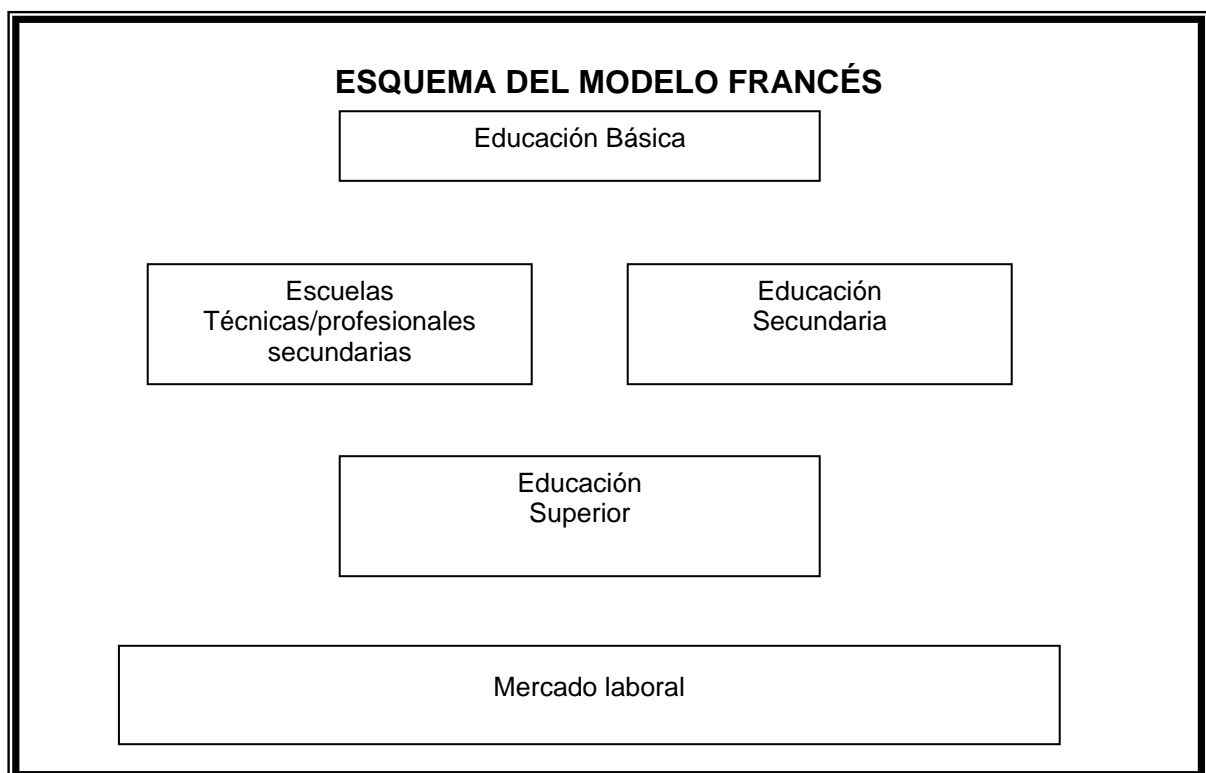 ESQUEMA DEL MODELO FRANCÉS
Educación Básica
Escuelas
Técnicas/profesionales
secundarias
Educación
Secundaria
Educación
Superior
Mercado laboral